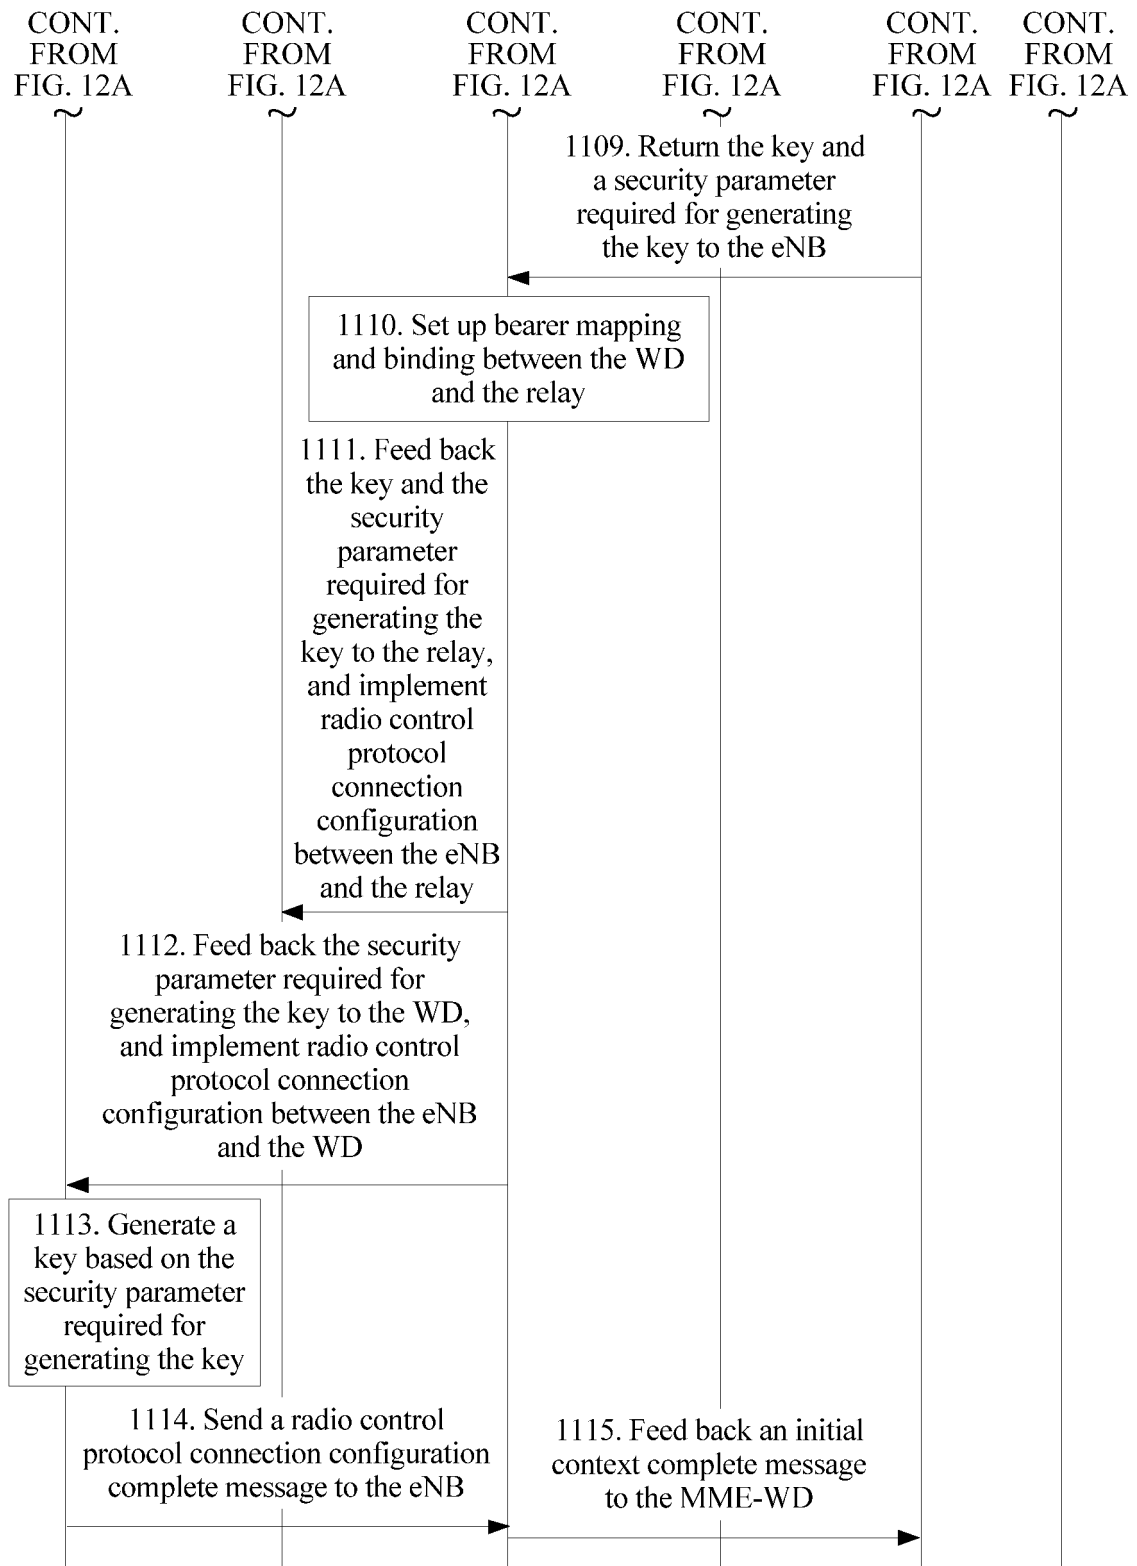 CONT. FROM FIG. 12A
CONT. FROM FIG. 12A
CONT. FROM FIG. 12A
CONT. FROM FIG. 12A
CONT. FROM FIG. 12A
CONT. FROM FIG. 12A
1109. Return the key and
a security parameter
required for generating
the key to the eNB
1110. Set up bearer mapping
and binding between the WD
and the relay
1111. Feed back
the key and the
security
parameter
required for
generating the
key to the relay,
and implement
radio control
protocol
connection
configuration
between the eNB
and the relay
1112. Feed back the security
parameter required for
generating the key to the WD,
and implement radio control
protocol connection
configuration between the eNB
and the WD
1113. Generate a
key based on the
security parameter
required for
generating the key
1114. Send a radio control
protocol connection configuration
complete message to the eNB
1115. Feed back an initial
context complete message
to the MME-WD